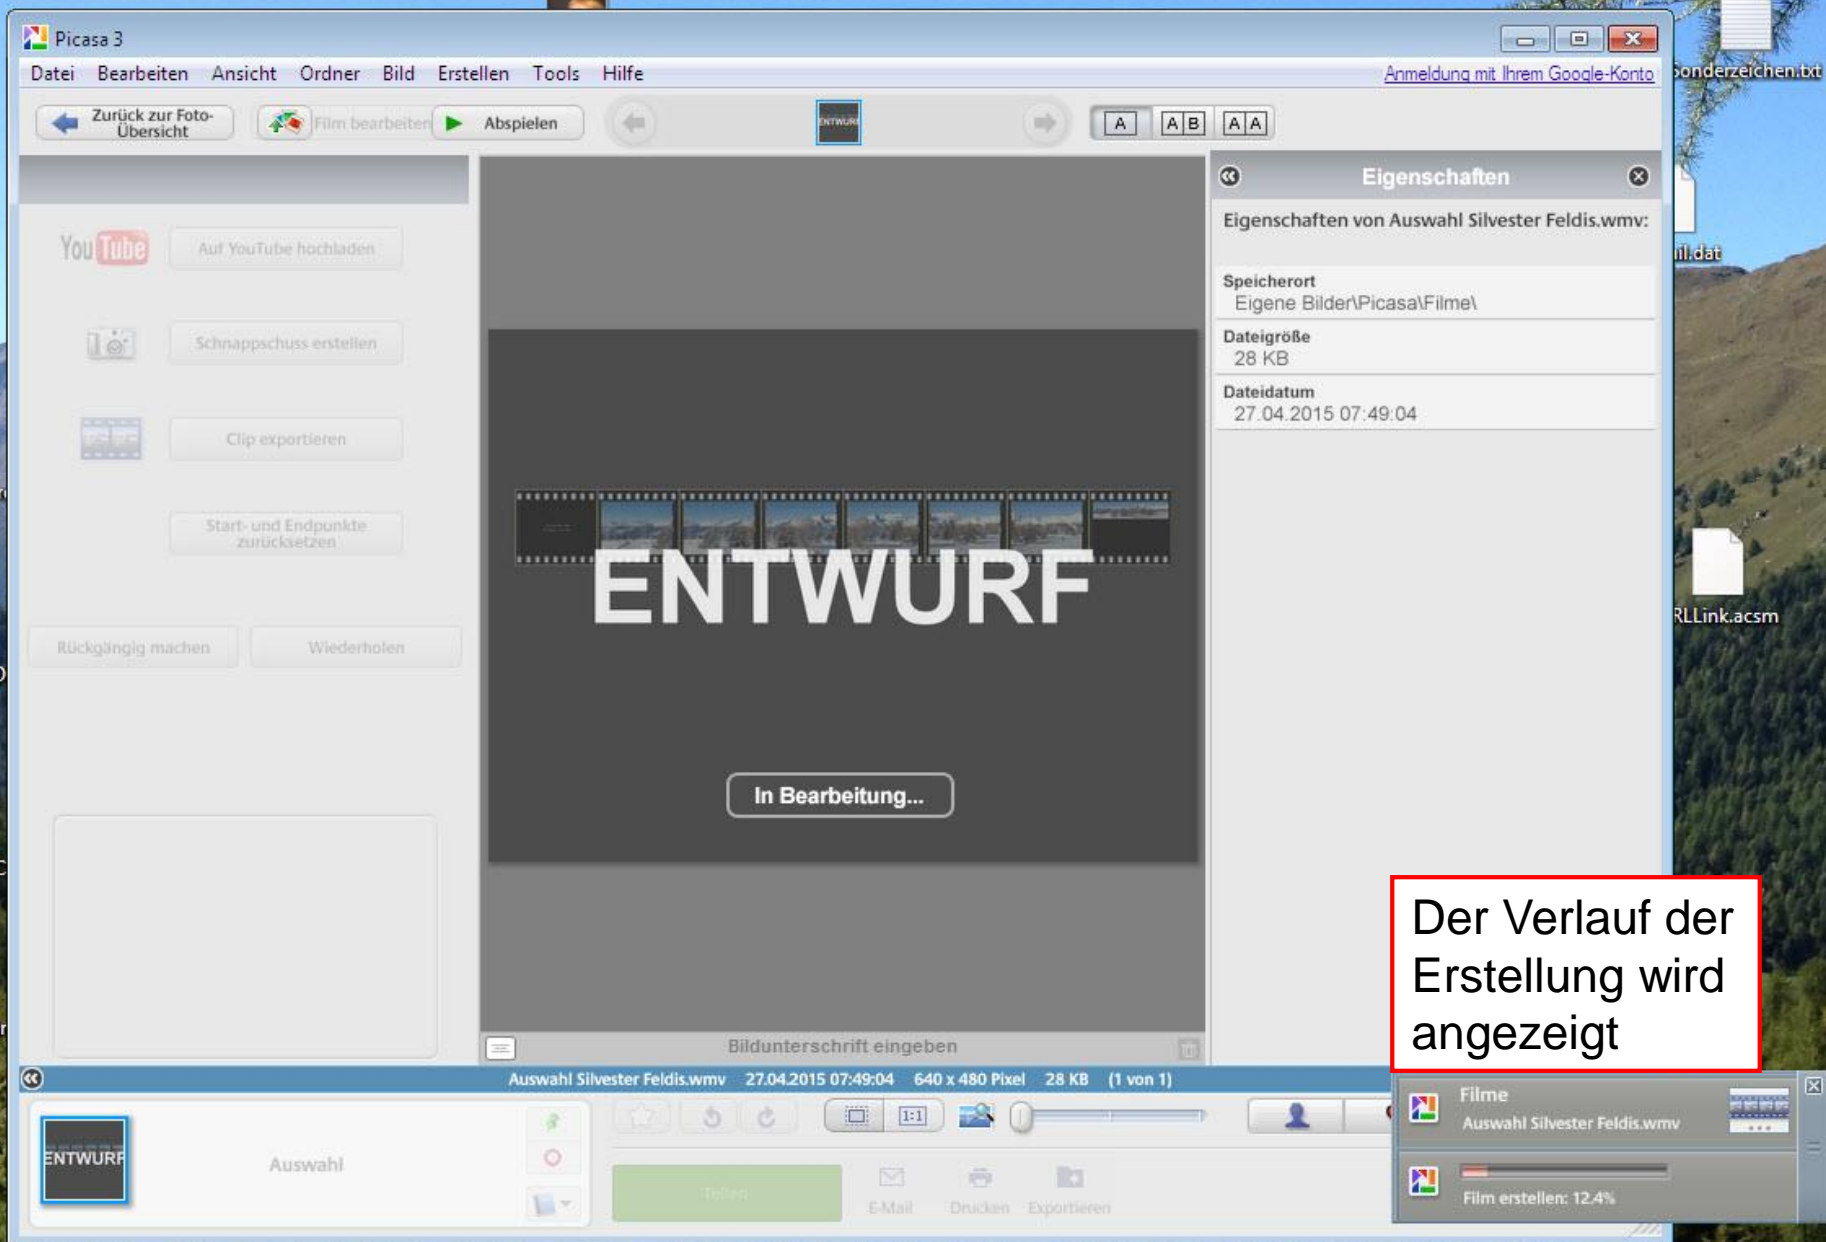 Picasa 3
Datei Bearbeiten Ansicht Ordner Bild Erstellen Tools Hilfe
Anmeldung mit Ihrem Google-Konto
Sonderzeichen.txt
Zurück zur Foto-
Übersicht
Film bearbeiten
Abspielen
ENTWURF
A
A B
A A
Eigenschaften
Eigenschaften von Auswahl Silvester Feldis.wmv:
Speicherort
Eigene Bilder\Picasa\Filme\
Dateigröße
28 KB
Dateidatum
27.04.2015 07:49:04
You Tube
Auf YouTube hochladen
Schnappschuss erstellen
Clip exportieren
Start- und Endpunkte
zurücksetzen
Rückgängig machen
Wiederholen
ENTWURF
In Bearbeitung...
RLLink.acsm
Der Verlauf der
Erstellung wird
angezeigt
Bildunterschrift eingeben
Auswahl Silvester Feldis.wmv 27.04.2015 07:49:04 640 x 480 Pixel 28 KB (1 von 1)
ENTWURF
Auswahl
1:1
Teilen
E-Mail
Drucken
Exportieren
Filme
Auswahl Silvester Feldis.wmv
Film erstellen: 12.4%